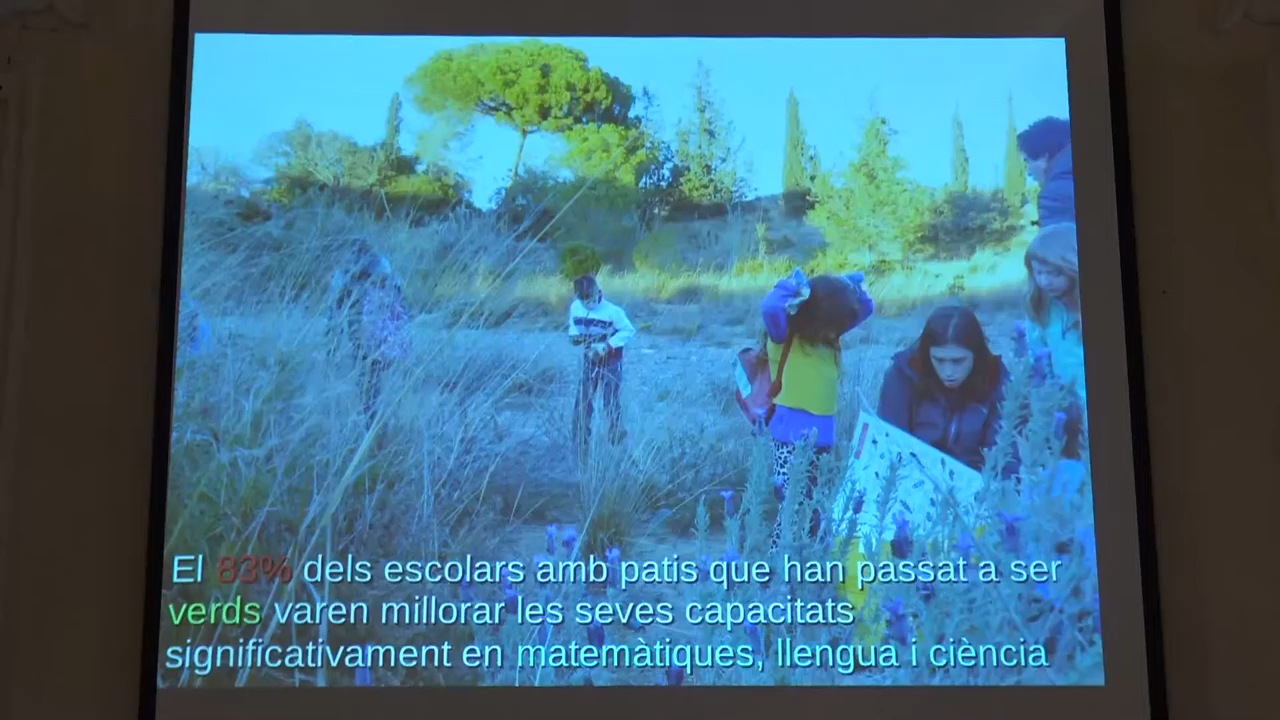 El 83% dels escolars amb patis que han passat a ser
verds varen millorar les seves capacitats
significativament en matemàtiques, llengua i ciència